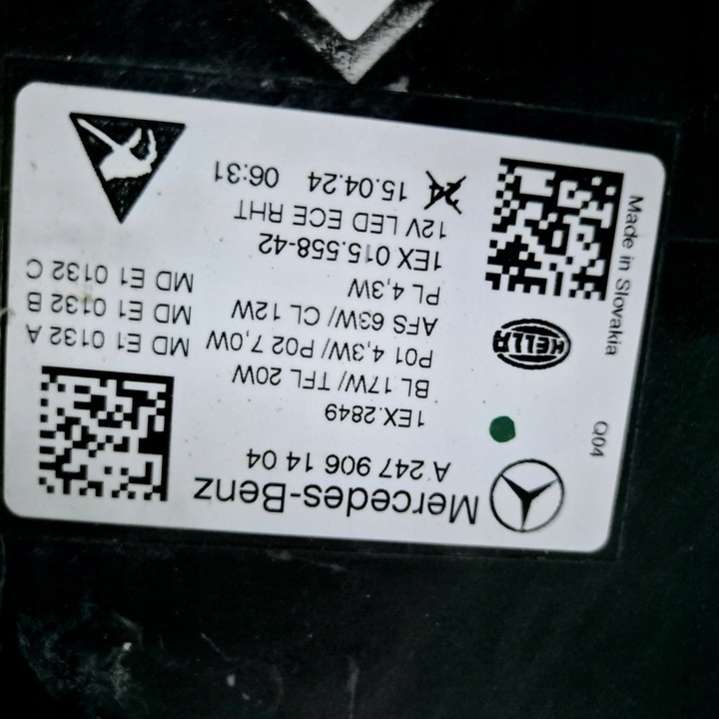 Mercedes-Benz
A 247 906 14 04
1EX.2849
BL 17W/ TFL 20W
P01 4,3W/ P02 7,0W
AFS 63W/ CL 12W
PL 4,3W
1EX 015.558-42
12V LED ECE RHT
24 15.04.24 06:31
MD E1 0132 A
MD E1 0132 B
MD E1 0132 C
HELLA
Made in Slovakia
Q04